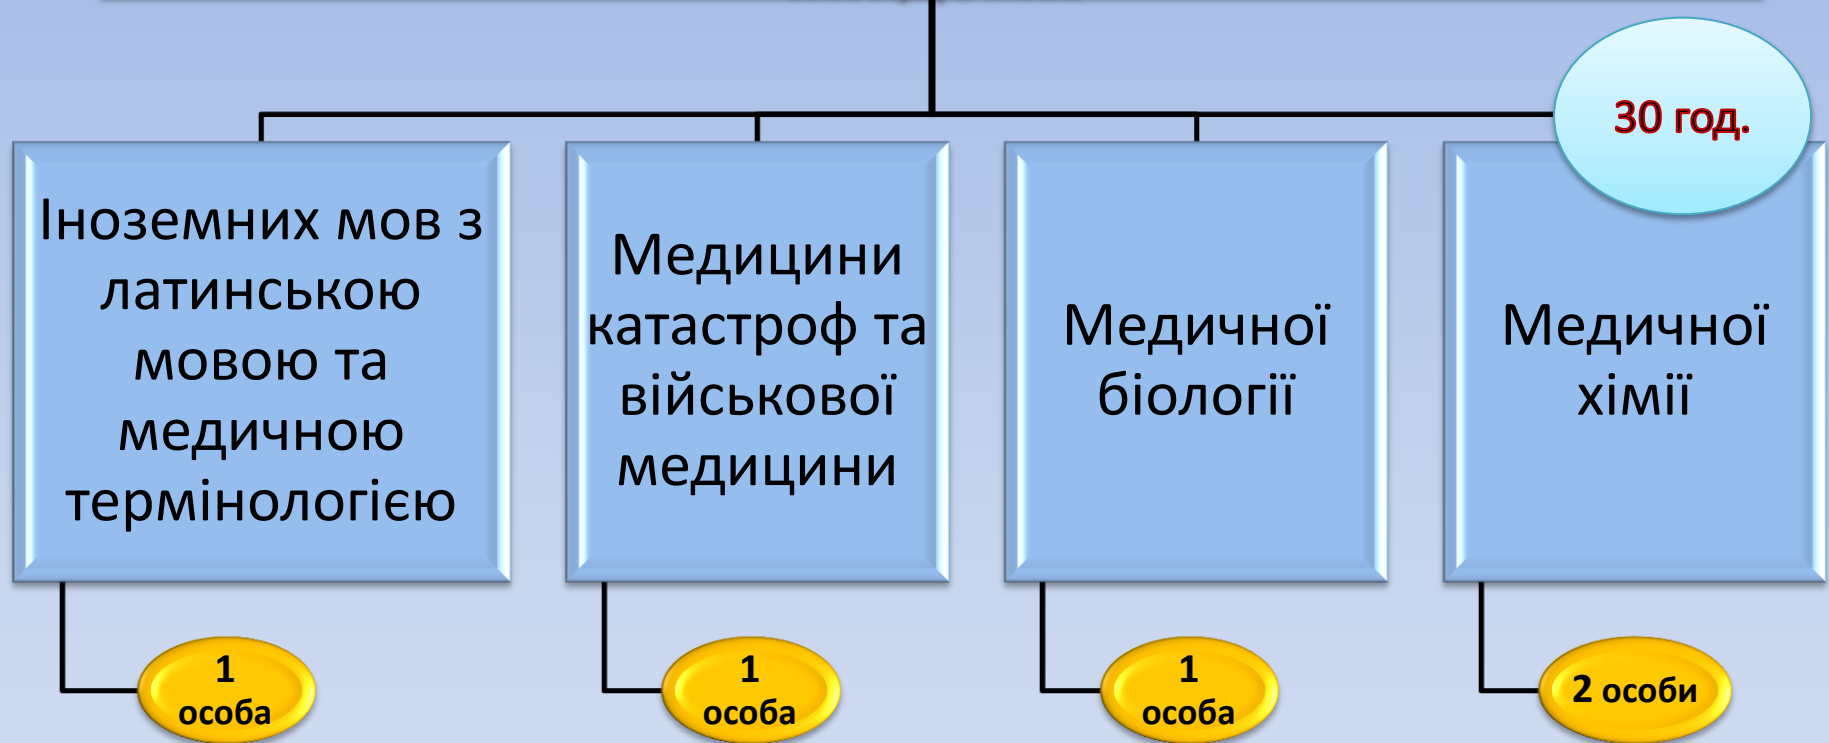 30 год.
Іноземних мов з
латинською
мовою та
медичною
термінологією
Медицини
катастроф та
військової
медицини
Медичної
біології
Медичної
хімії
1
особа
1
особа
1
особа
2 особи